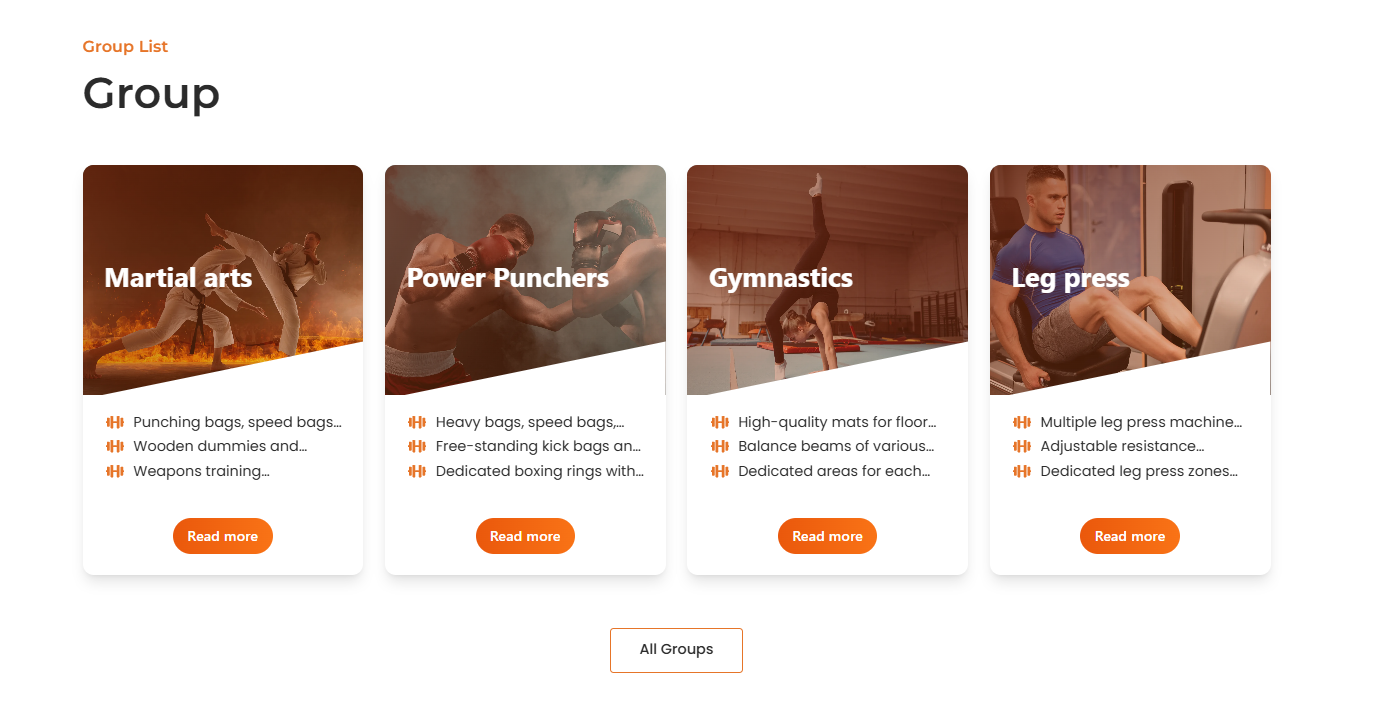 Group List
Group
Martial arts
Punching bags, speed bags...
Wooden dummies and...
Weapons training...
Read more
Power Punchers
Heavy bags, speed bags,...
Free-standing kick bags an...
Dedicated boxing rings with...
Read more
Gymnastics
High-quality mats for floor...
Balance beams of various...
Dedicated areas for each...
Read more
Leg press
Multiple leg press machine...
Adjustable resistance...
Dedicated leg press zones...
Read more
All Groups